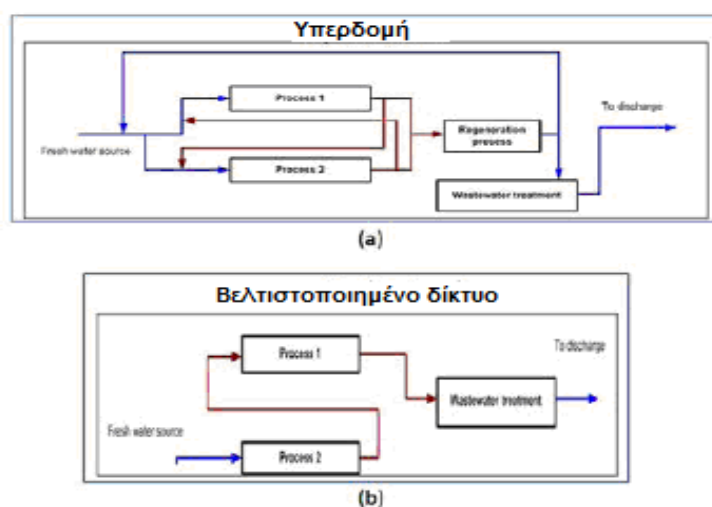 Υπερδομή
Process 1
To discharge
Fresh water source
Regeneration
process
Process 2
Wastewater treatment
(a)
Βελτιστοποιημένο δίκτυο
Process 1
To discharge
Wastewater treatment
Fresh water source
Process 2
(b)